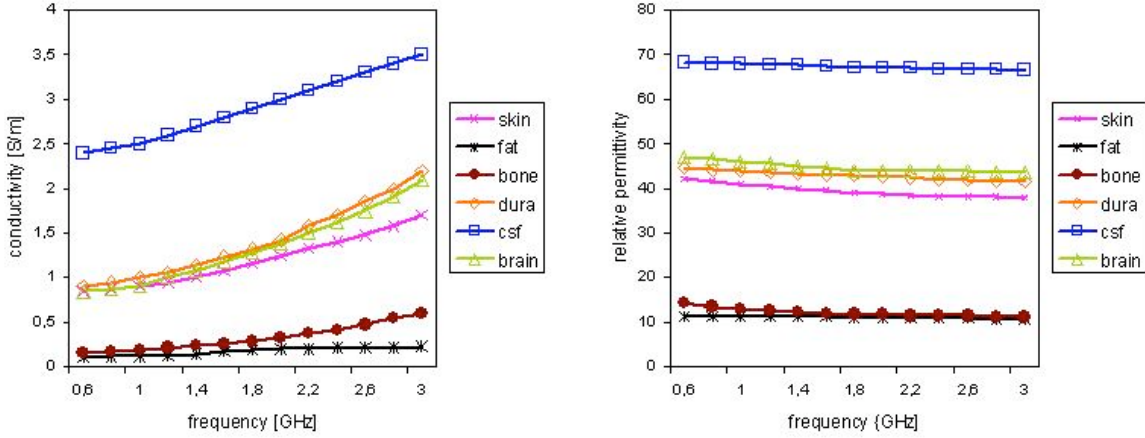 4
3,5
3
2,5
2
1,5
1
0,5
0
conductivity [S/m]
0,6 1 1,4 1,8 2,2 2,6 3
frequency [GHz]
skin
fat
bone
dura
csf
brain
80
70
60
50
40
30
20
10
0
relative permittivity
0,6 1 1,4 1,8 2,2 2,6 3
frequency {GHz]
skin
fat
bone
dura
csf
brain